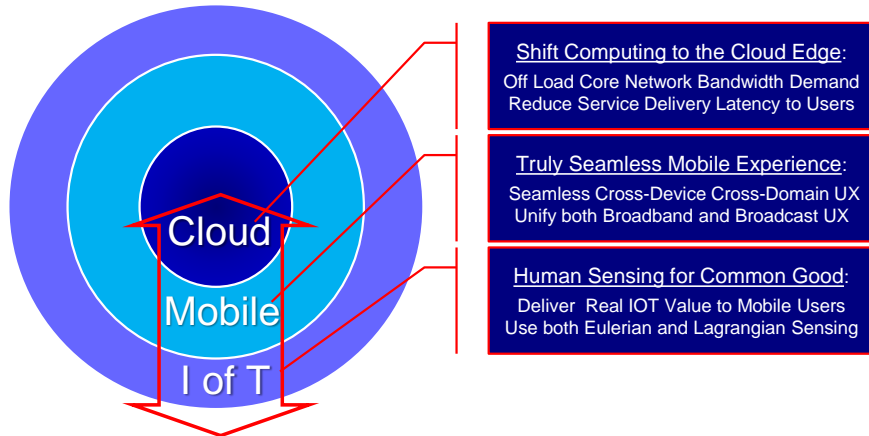 Cloud
Mobile
I of T
Shift Computing to the Cloud Edge:
Off Load Core Network Bandwidth Demand
Reduce Service Delivery Latency to Users
Truly Seamless Mobile Experience:
Seamless Cross-Device Cross-Domain UX
Unify both Broadband and Broadcast UX
Human Sensing for Common Good:
Deliver Real IOT Value to Mobile Users
Use both Eulerian and Lagrangian Sensing